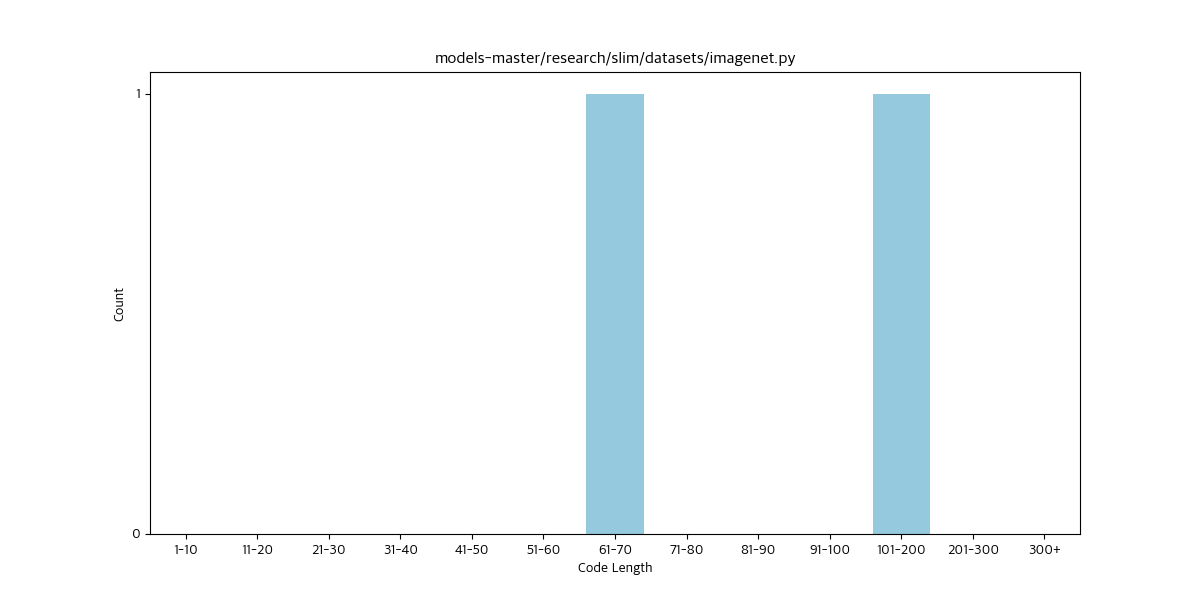 models-master/research/slim/datasets/imagenet.py
1
Count
0
1-10 11-20 21-30 31-40 41-50 51-60 61-70 71-80 81-90 91-100 101-200 201-300 300+
Code Length